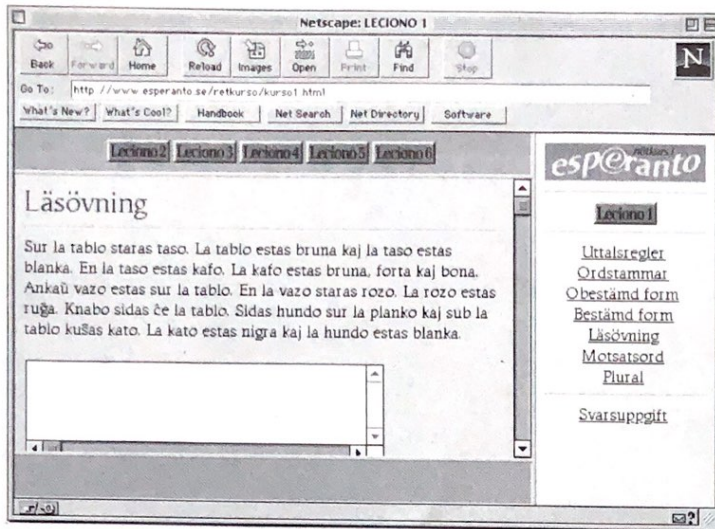 Netscape: LECIONO 1
Back Forward Home Reload Images Open Print Find Stop
N
Go To: http://www.esperanto.se/retkurso/kurso1.html
What's New? What's Cool? Handbook Net Search Net Directory Software
Leciono 2 Leciono 3 Leciono 4 Leciono 5 Leciono 6
Läsövning
Sur la tablo staras taso. La tablo estas bruna kaj la taso estas
blanka. En la taso estas kafo. La kafo estas bruna, forta kaj bona.
Ankaŭ vazo estas sur la tablo. En la vazo staras rozo. La rozo estas
ruĝa. Knabo sidas ĉe la tablo. Sidas hundo sur la planko kaj sub la
tablo kuŝas kato. La kato estas nigra kaj la hundo estas blanka.
esp@ranto
Leciono 1
Uttalsregler
Ordstammar
Obestämd form
Bestämd form
Läsövning
Motsatsord
Plural
Svarsuppgift